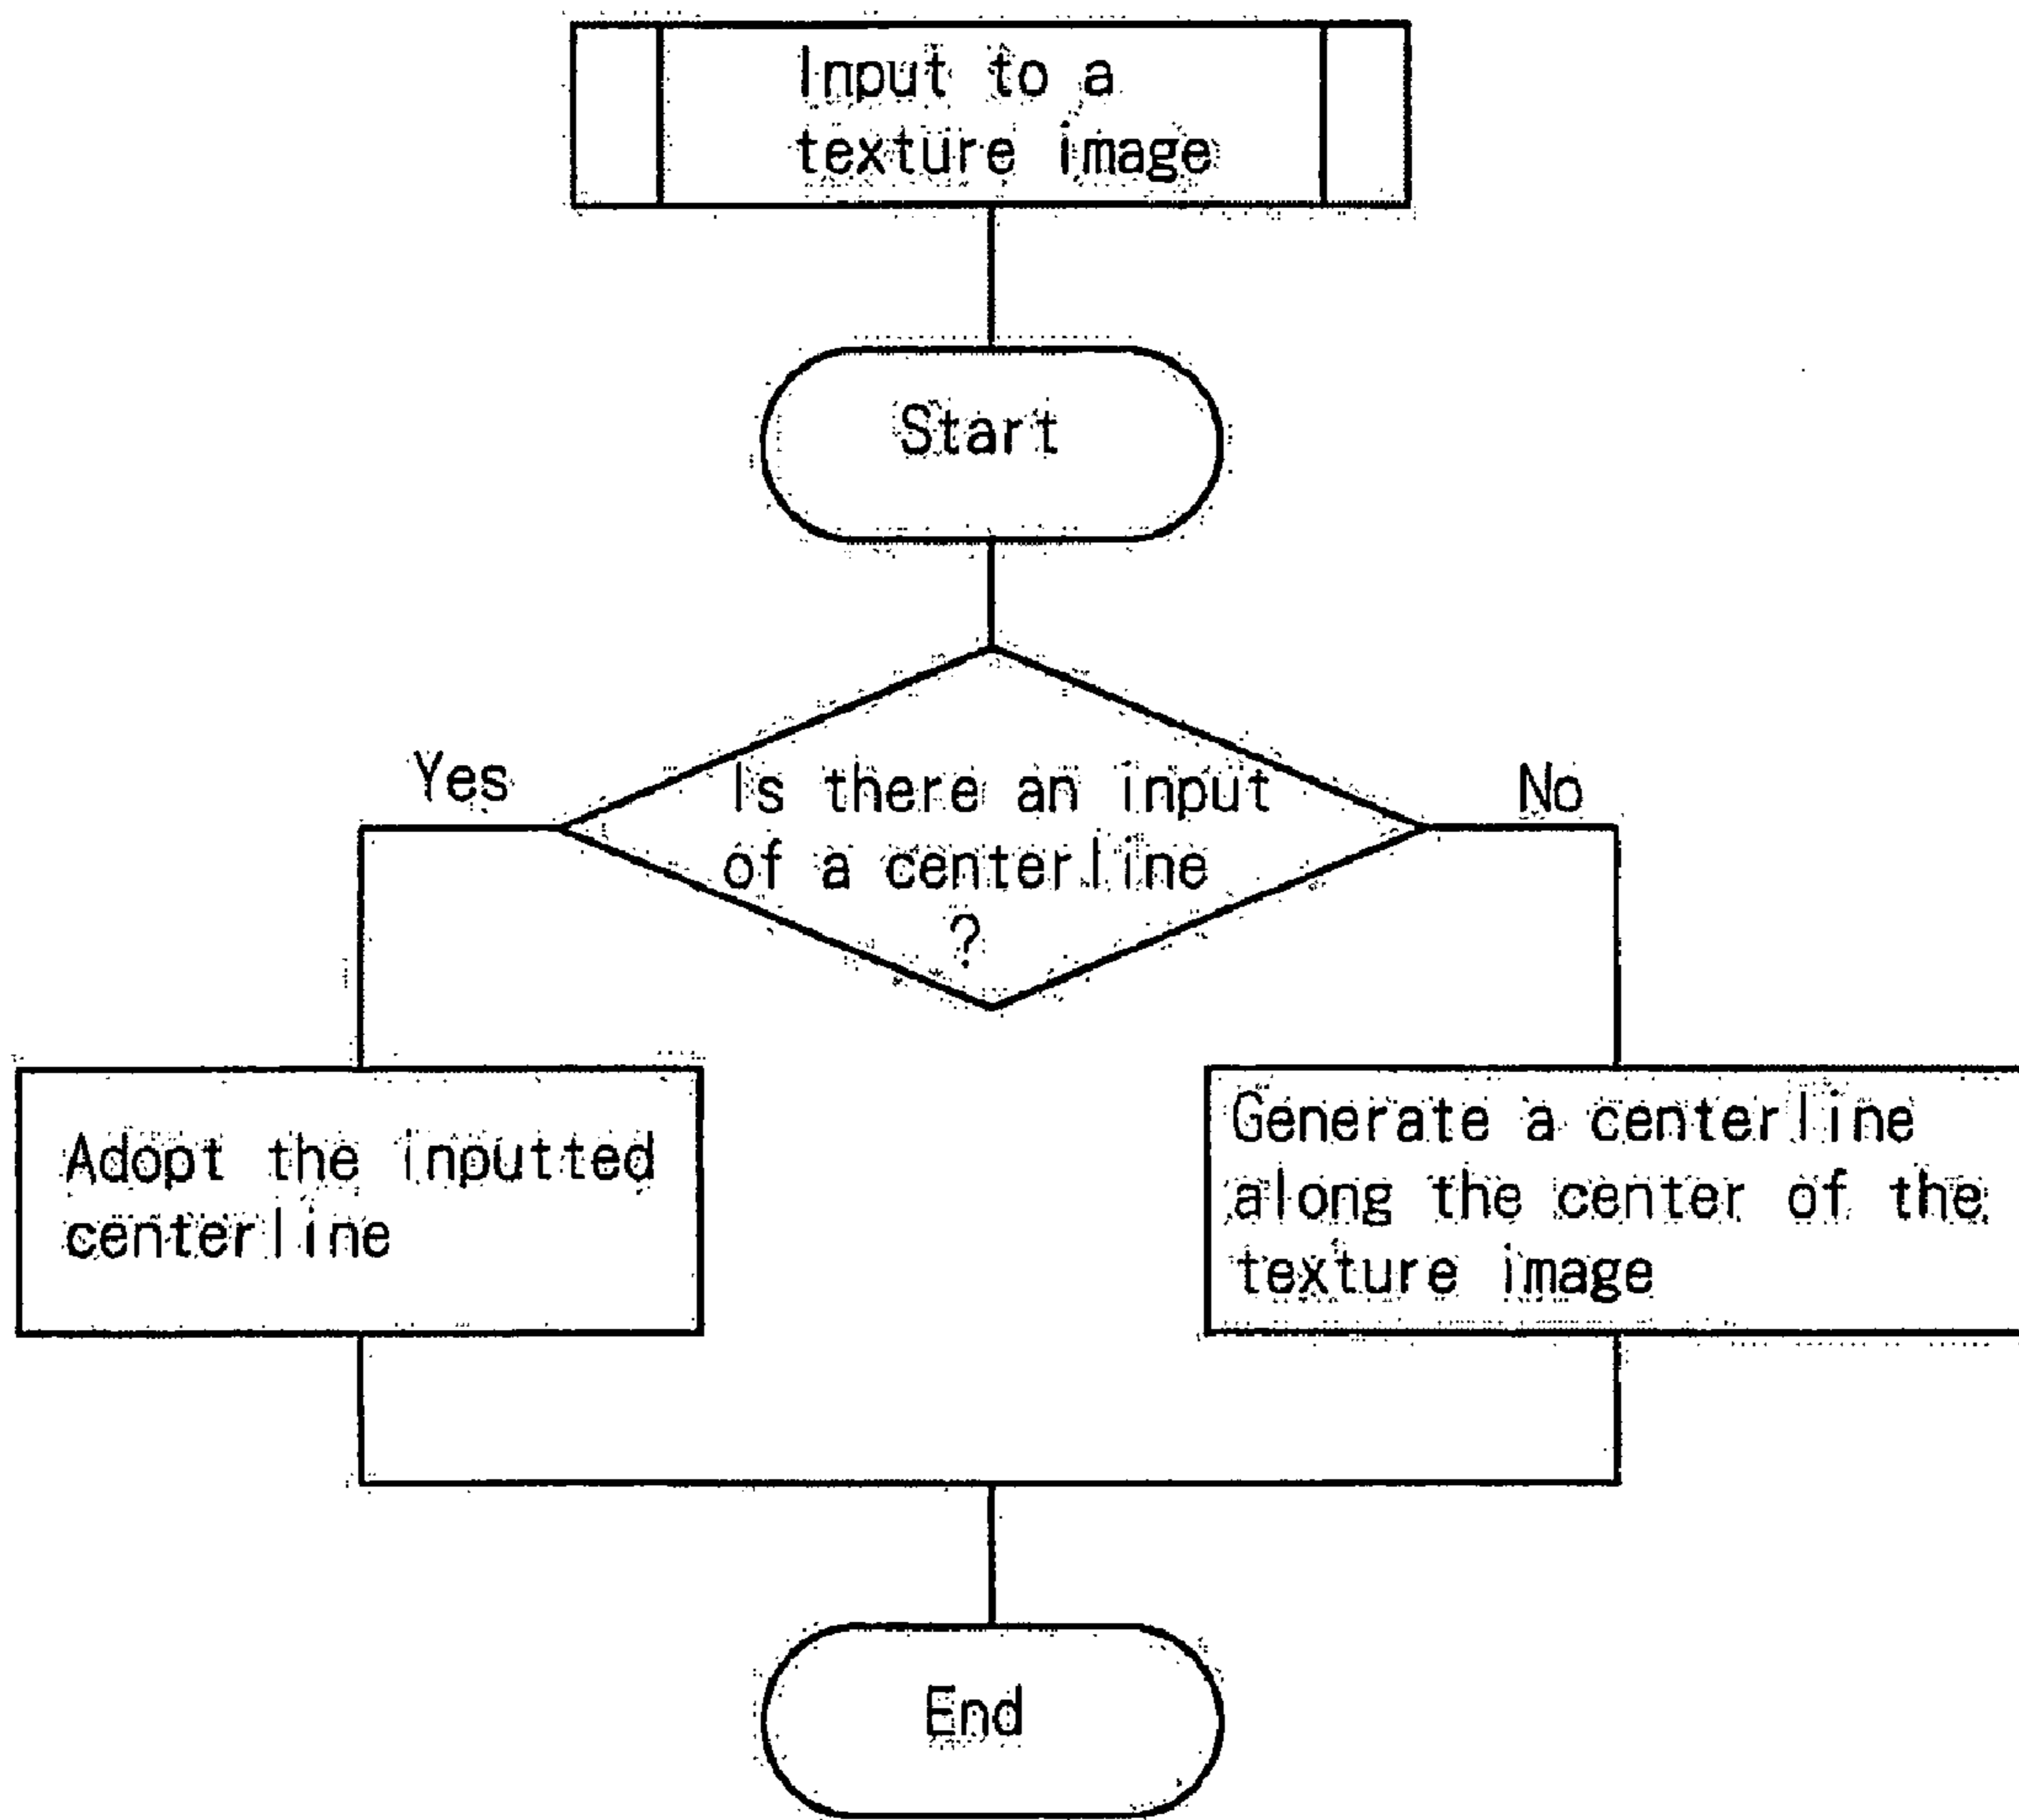 Input to a
texture image
Start
Yes
Is there an input
of a centerline
?
No
Adopt the inputted
centerline
Generate a centerline
along the center of the
texture image
End